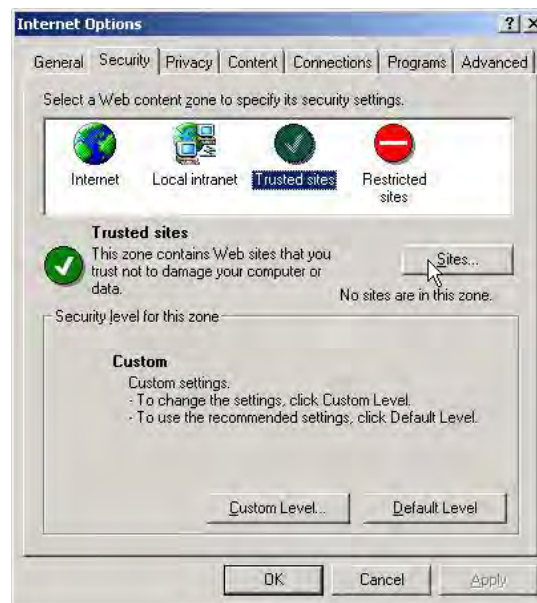 Internet Options
General Security Privacy Content Connections Programs Advanced
Select a Web content zone to specify its security settings.
Internet Local intranet Trusted sites Restricted
sites
Trusted sites
This zone contains Web sites that you
trust not to damage your computer or
data.
Sites...
No sites are in this zone.
Security level for this zone
Custom
Custom settings.
- To change the settings, click Custom Level.
- To use the recommended settings, click Default Level.
Custom Level... Default Level
OK Cancel Apply